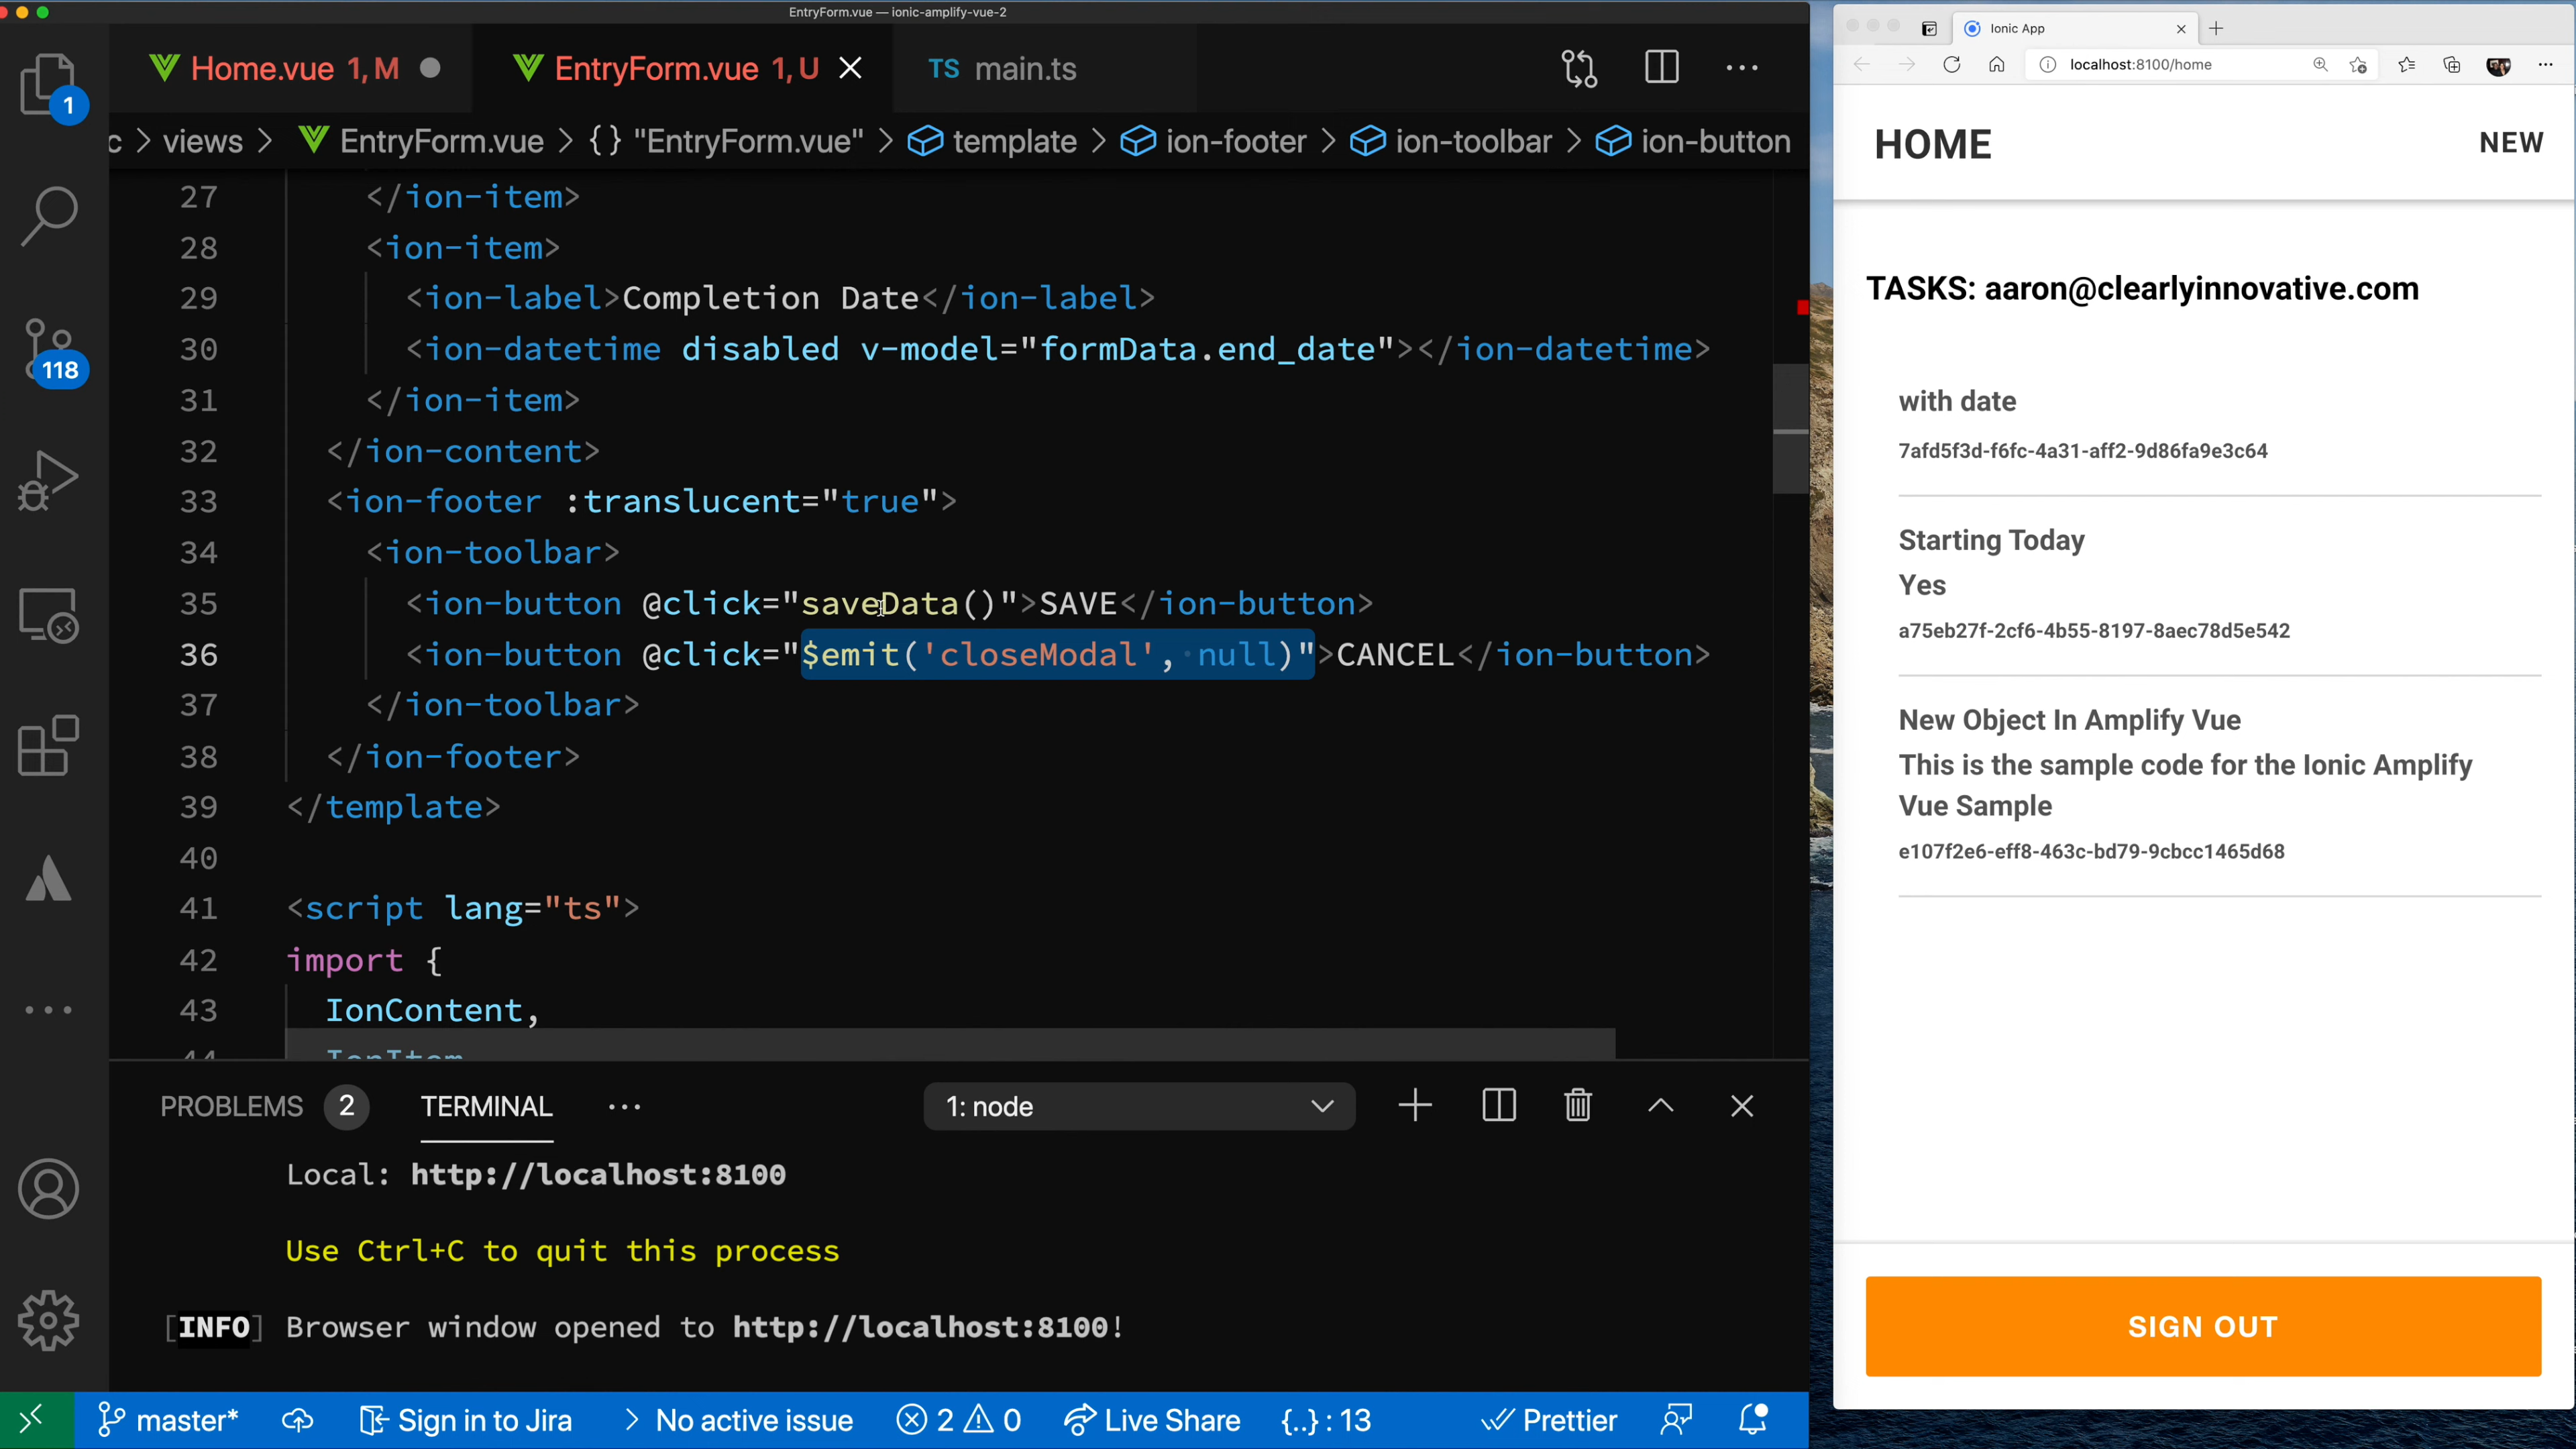 EntryForm.vue — ionic-amplify-vue-2
Home.vue 1, M
EntryForm.vue 1, U
TS main.ts
c > views > EntryForm.vue > {} "EntryForm.vue" > template > ion-footer > ion-toolbar > ion-button
27 </ion-item>
28 <ion-item>
29 <ion-label>Completion Date</ion-label>
30 <ion-datetime disabled v-model="formData.end_date"></ion-datetime>
31 </ion-item>
32 </ion-content>
33 <ion-footer :translucent="true">
34 <ion-toolbar>
35 <ion-button @click="saveData()">SAVE</ion-button>
36 <ion-button @click="$emit('closeModal', null)">CANCEL</ion-button>
37 </ion-toolbar>
38 </ion-footer>
39 </template>
40
41 <script lang="ts">
42 import {
43 IonContent,
44 IonItem
1
118
PROBLEMS 2 TERMINAL ···
1: node
Local: http://localhost:8100
Use Ctrl+C to quit this process
[INFO] Browser window opened to http://localhost:8100!
master* Sign in to Jira > No active issue 2 0 Live Share {..} : 13 Prettier
Ionic App
localhost:8100/home
HOME
NEW
TASKS: aaron@clearlyinnovative.com
with date
7afd5f3d-f6fc-4a31-aff2-9d86fa9e3c64
Starting Today
Yes
a75eb27f-2cf6-4b55-8197-8aec78d5e542
New Object In Amplify Vue
This is the sample code for the Ionic Amplify
Vue Sample
e107f2e6-eff8-463c-bd79-9cbcc1465d68
SIGN OUT